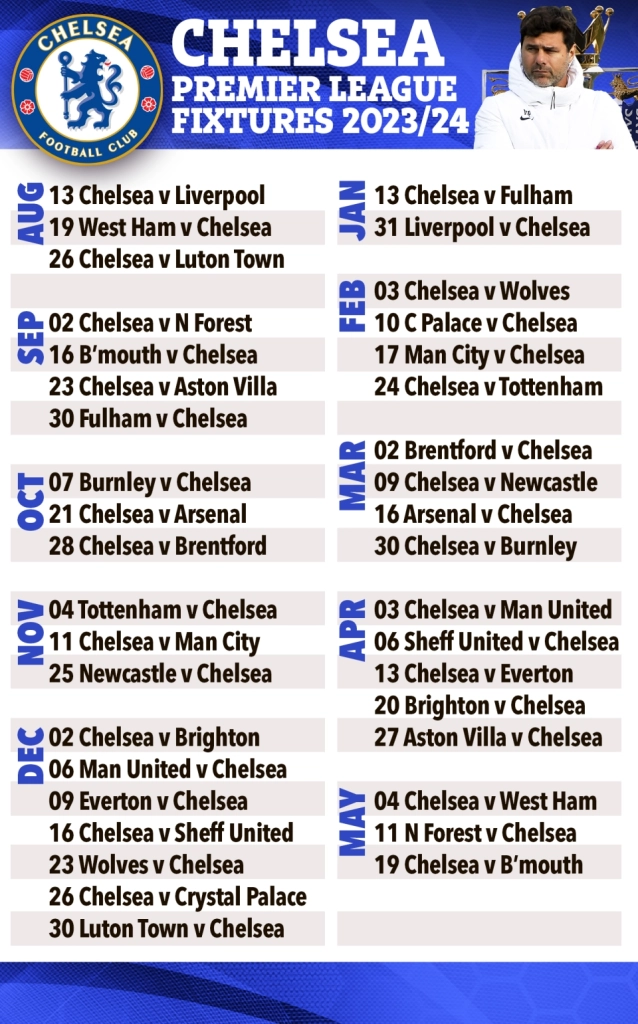 CHELSEA
FOOTBALL CLUB
CHELSEA
PREMIER LEAGUE
FIXTURES 2023/24
AUG
13 Chelsea v Liverpool
19 West Ham v Chelsea
26 Chelsea v Luton Town
SEP
02 Chelsea v N Forest
16 B'mouth v Chelsea
23 Chelsea v Aston Villa
30 Fulham v Chelsea
OCT
07 Burnley v Chelsea
21 Chelsea v Arsenal
28 Chelsea v Brentford
NOV
04 Tottenham v Chelsea
11 Chelsea v Man City
25 Newcastle v Chelsea
DEC
02 Chelsea v Brighton
06 Man United v Chelsea
09 Everton v Chelsea
16 Chelsea v Sheff United
23 Wolves v Chelsea
26 Chelsea v Crystal Palace
30 Luton Town v Chelsea
JAN
13 Chelsea v Fulham
31 Liverpool v Chelsea
FEB
03 Chelsea v Wolves
10 C Palace v Chelsea
17 Man City v Chelsea
24 Chelsea v Tottenham
MAR
02 Brentford v Chelsea
09 Chelsea v Newcastle
16 Arsenal v Chelsea
30 Chelsea v Burnley
APR
03 Chelsea v Man United
06 Sheff United v Chelsea
13 Chelsea v Everton
20 Brighton v Chelsea
27 Aston Villa v Chelsea
MAY
04 Chelsea v West Ham
11 N Forest v Chelsea
19 Chelsea v B'mouth